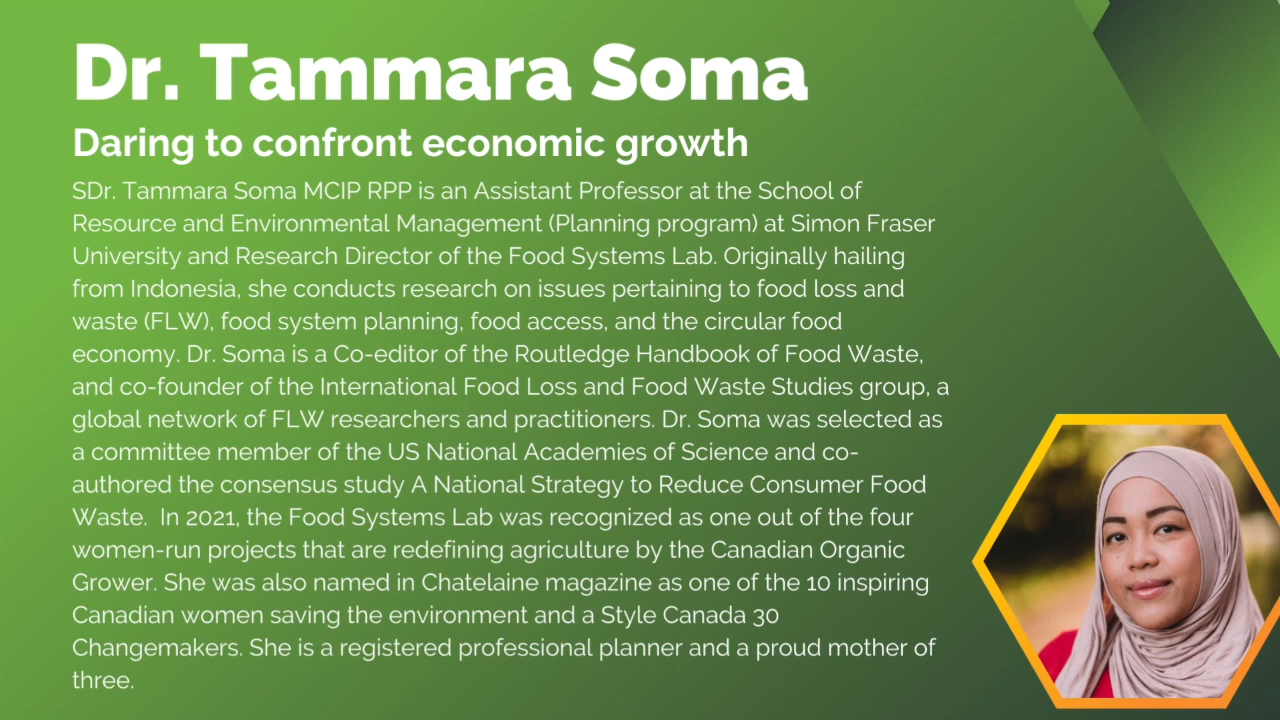 Dr. Tammara Soma
Daring to confront economic growth
SDr. Tammara Soma MCIP RPP is an Assistant Professor at the School of
Resource and Environmental Management (Planning program) at Simon Fraser
University and Research Director of the Food Systems Lab. Originally hailing
from Indonesia, she conducts research on issues pertaining to food loss and
waste (FLW), food system planning, food access, and the circular food
economy. Dr. Soma is a Co-editor of the Routledge Handbook of Food Waste,
and co-founder of the International Food Loss and Food Waste Studies group, a
global network of FLW researchers and practitioners. Dr. Soma was selected as
a committee member of the US National Academies of Science and co-
authored the consensus study A National Strategy to Reduce Consumer Food
Waste.  In 2021, the Food Systems Lab was recognized as one out of the four
women-run projects that are redefining agriculture by the Canadian Organic
Grower. She was also named in Chatelaine magazine as one of the 10 inspiring
Canadian women saving the environment and a Style Canada 30
Changemakers. She is a registered professional planner and a proud mother of
three.